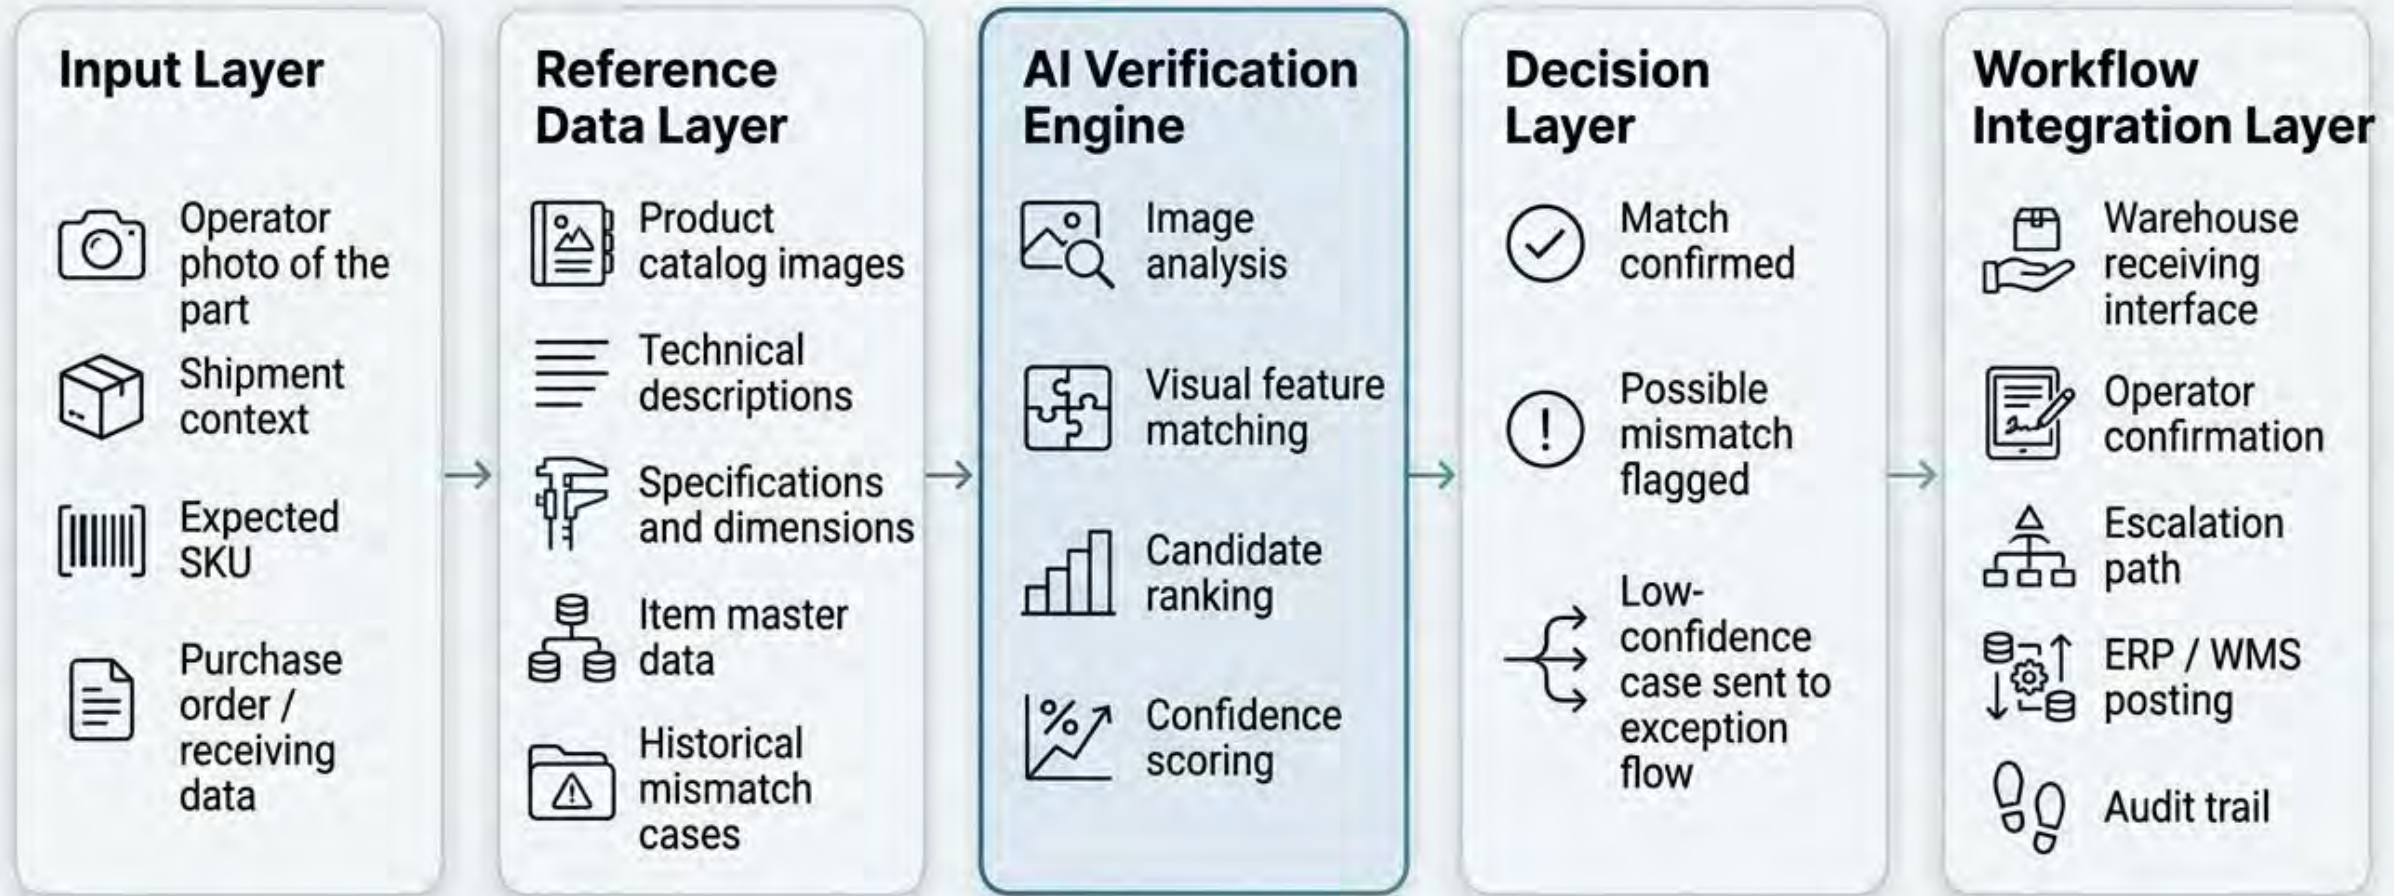 Input Layer
Operator
photo of the
part
Shipment
context
Expected
SKU
Purchase
order /
receiving
data
Reference
Data Layer
Product
catalog images
Technical
descriptions
Specifications
and dimensions
Item master
data
Historical
mismatch
cases
AI Verification
Engine
Image
analysis
Visual feature
matching
Candidate
ranking
%
Confidence
scoring
Decision
Layer
Match
confirmed
!
Possible
mismatch
flagged
Low-
confidence
case sent to
exception
flow
Workflow
Integration Layer
Warehouse
receiving
interface
Operator
confirmation
Escalation
path
ERP / WMS
posting
Audit trail